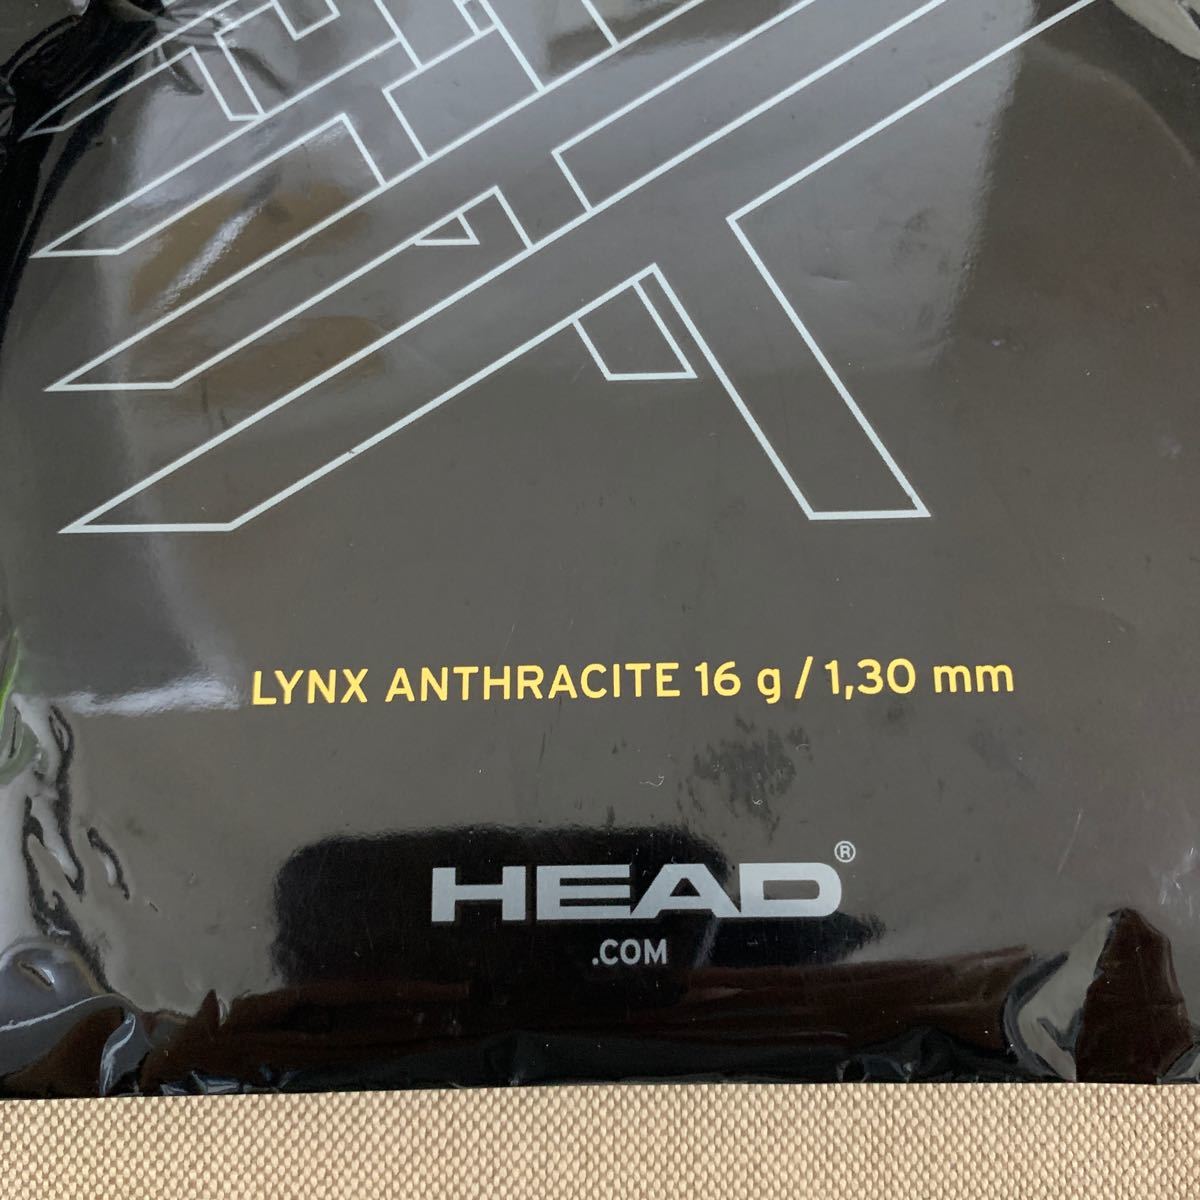 LYNX ANTHRACITE 16 g / 1,30 mm
HEAD®
.COM